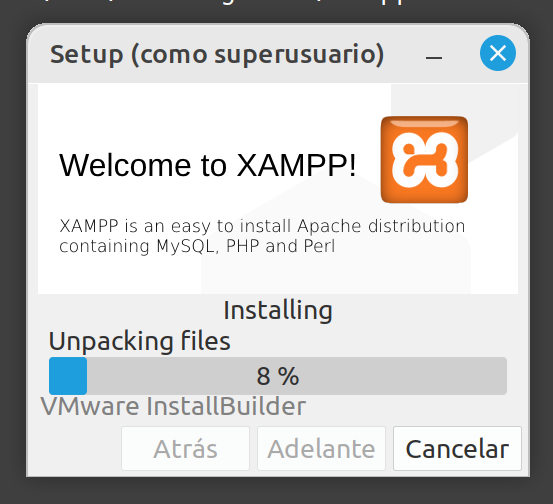 Setup (como superusuario)
Welcome to XAMPP!
XAMPP is an easy to install Apache distribution
containing MySQL, PHP and Perl
Installing
Unpacking files
8 %
VMware InstallBuilder
Atrás
Adelante
Cancelar